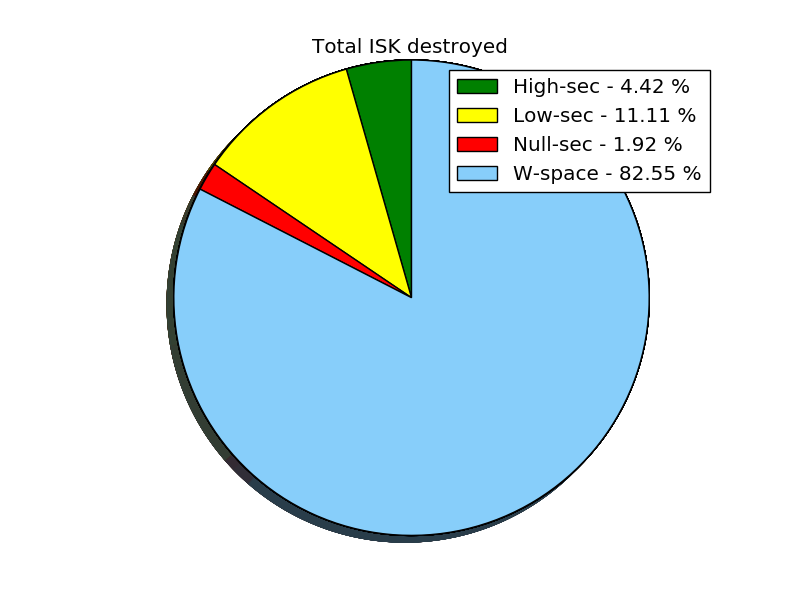 Total ISK destroyed
High-sec - 4.42 %
Low-sec - 11.11 %
Null-sec - 1.92 %
W-space - 82.55 %